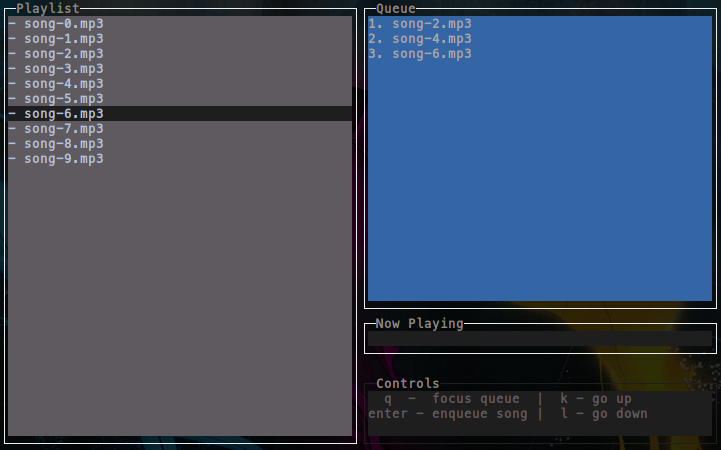 Playlist
- song-0.mp3
- song-1.mp3
- song-2.mp3
- song-3.mp3
- song-4.mp3
- song-5.mp3
- song-6.mp3
- song-7.mp3
- song-8.mp3
- song-9.mp3
Queue
1. song-2.mp3
2. song-4.mp3
3. song-6.mp3
Now Playing
Controls
q - focus queue | k - go up
enter - enqueue song | l - go down